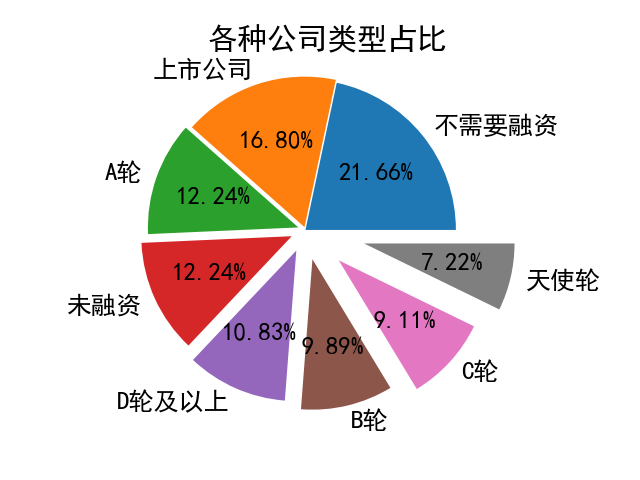 各种公司类型占比
上市公司
不需要融资
16.80%
21.66%
A轮
12.24%
未融资
12.24%
7.22%
天使轮
10.83%
9.89%
9.11%
C轮
D轮及以上
B轮